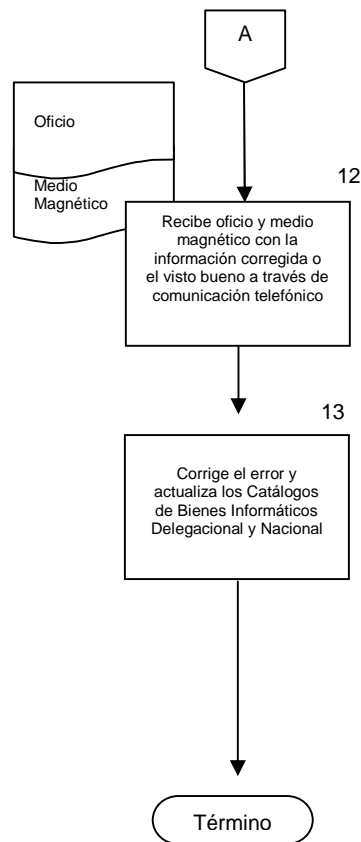 A
Oficio
Medio
Magnético
12
Recibe oficio y medio
magnético con la
información corregida o
el visto bueno a través de
comunicación telefónico
13
Corrige el error y
actualiza los Catálogos
de Bienes Informáticos
Delegacional y Nacional
Término